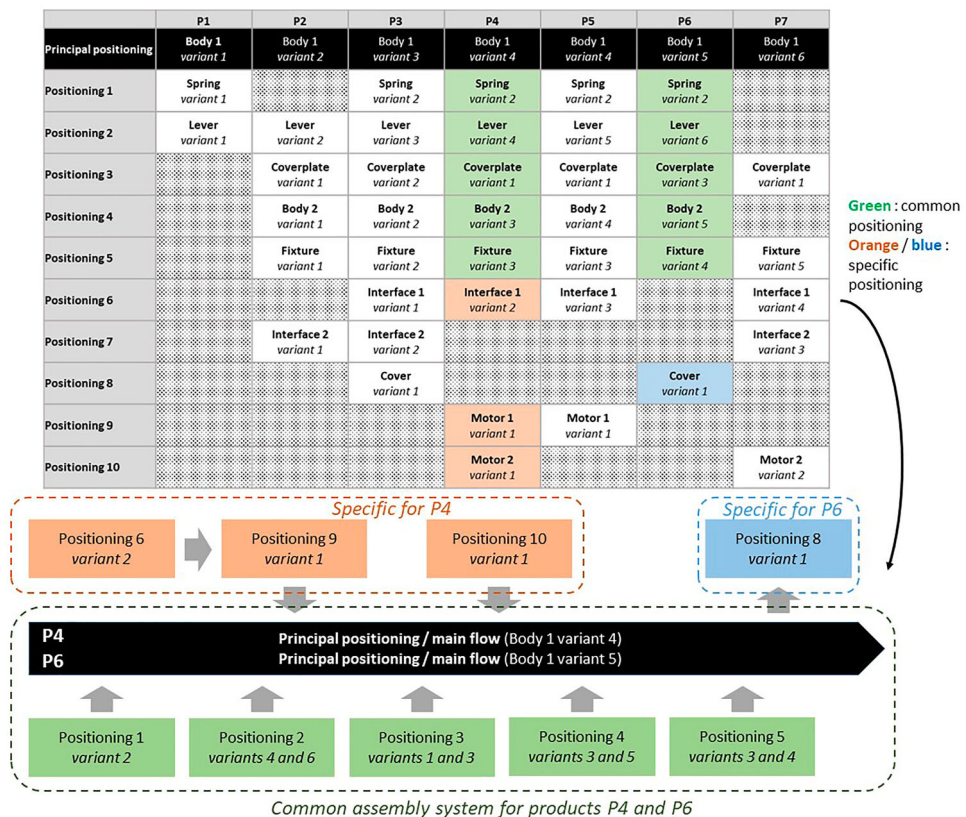 P1 P2 P3 P4 P5 P6 P7
Principal positioning Body 1 Body 1 Body 1 Body 1 Body 1 Body 1 Body 1
variant 1 variant 2 variant 3 variant 4 variant 4 variant 5 variant 6
Positioning 1 Spring Spring Spring Spring Spring
variant 1 variant 2 variant 2 variant 2 variant 2
Positioning 2 Lever Lever Lever Lever Lever Lever
variant 1 variant 2 variant 3 variant 4 variant 5 variant 6
Positioning 3 Coverplate Coverplate Coverplate Coverplate Coverplate Coverplate
variant 1 variant 2 variant 1 variant 1 variant 3 variant 1
Positioning 4 Body 2 Body 2 Body 2 Body 2 Body 2
variant 1 variant 2 variant 3 variant 4 variant 5
Positioning 5 Fixture Fixture Fixture Fixture Fixture Fixture
variant 1 variant 2 variant 3 variant 3 variant 4 variant 5
Positioning 6 Interface 1 Interface 1 Interface 1 Interface 1
variant 1 variant 2 variant 3 variant 4
Positioning 7 Interface 2 Interface 2 Interface 2
variant 1 variant 2 variant 3
Positioning 8 Cover Cover
variant 1 variant 1
Positioning 9 Motor 1 Motor 1
variant 1 variant 1
Positioning 10 Motor 2 Motor 2
variant 1 variant 2
Green : common
positioning
Orange / blue :
specific
positioning
Specific for P4
Positioning 6
variant 2
Positioning 9
variant 1
Positioning 10
variant 1
Specific for P6
Positioning 8
variant 1
P4 Principal positioning / main flow (Body 1 variant 4)
P6 Principal positioning / main flow (Body 1 variant 5)
Positioning 1
variant 2
Positioning 2
variants 4 and 6
Positioning 3
variants 1 and 3
Positioning 4
variants 3 and 5
Positioning 5
variants 3 and 4
Common assembly system for products P4 and P6